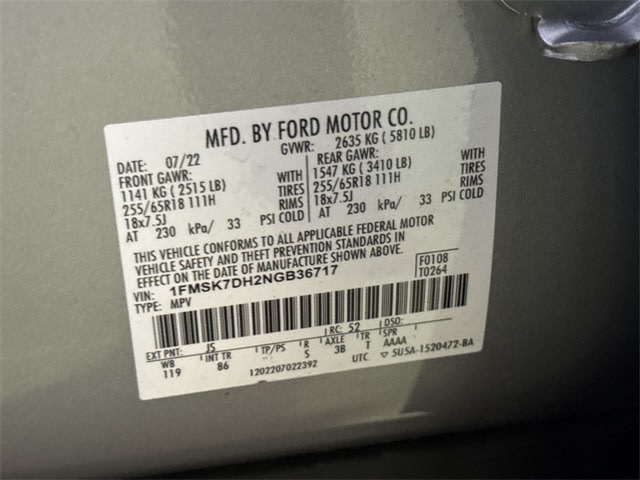 MFD. BY FORD MOTOR CO.
DATE: 07/22 GVWR: 2635 KG ( 5810 LB)
FRONT GAWR: REAR GAWR:
1141 KG ( 2515 LB) WITH 1547 KG ( 3410 LB) WITH
255/65R18 111H TIRES 255/65R18 111H TIRES
18x7.5J RIMS 18x7.5J RIMS
AT 230 kPa/ 33 PSI COLD AT 230 kPa/ 33 PSI COLD
THIS VEHICLE CONFORMS TO ALL APPLICABLE FEDERAL MOTOR
VEHICLE SAFETY AND THEFT PREVENTION STANDARDS IN
EFFECT ON THE DATE OF MANUFACTURE SHOWN ABOVE.
VIN: 1FMSK7DH2NGB36717 F0108
TYPE: MPV T0264
EXT PNT: JS RC: 52
WB INT TR TP/PS R AXLE TR SPR
119 86 S 3B T AAAA
1202207022392 UTC ▽ 5USA-1520472-BA